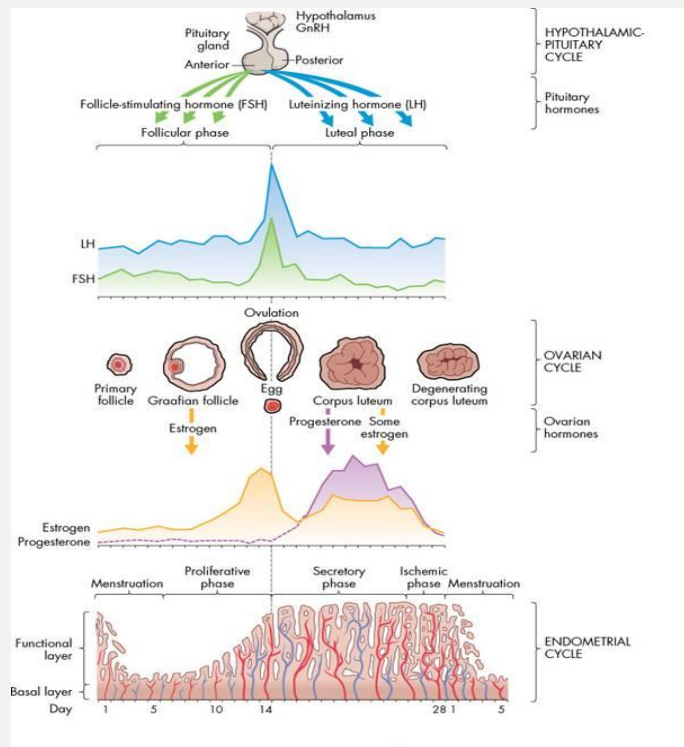 Hypothalamus
GnRH
Pituitary
gland
Anterior
Posterior
HYPOTHALAMIC-
PITUITARY
CYCLE
Follicle-stimulating hormone (FSH)
Luteinizing hormone (LH)
Pituitary
hormones
Follicular phase
Luteal phase
LH
FSH
Ovulation
Primary
follicle
Graafian follicle
Egg
Corpus luteum
Degenerating
corpus luteum
OVARIAN
CYCLE
Estrogen
Progesterone
Some
estrogen
Ovarian
hormones
Estrogen
Progesterone
Menstruation
Proliferative
phase
Secretory
phase
Ischemic
phase
Menstruation
Functional
layer
Basal layer
ENDOMETRIAL
CYCLE
Day 1 5 10 14 28 1 5